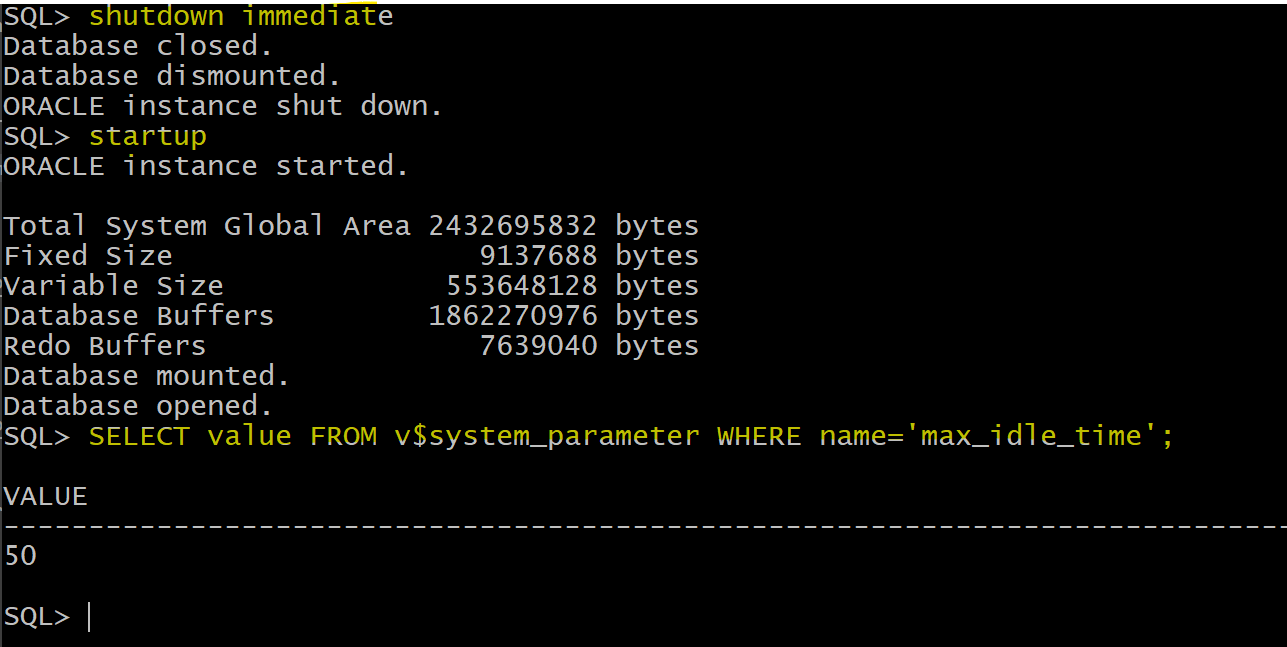 SQL> shutdown immediate
Database closed.
Database dismounted.
ORACLE instance shut down.
SQL> startup
ORACLE instance started.
Total System Global Area 2432695832 bytes
Fixed Size                  9137688 bytes
Variable Size             553648128 bytes
Database Buffers         1862270976 bytes
Redo Buffers                7639040 bytes
Database mounted.
Database opened.
SQL> SELECT value FROM v$system_parameter WHERE name='max_idle_time';
VALUE
----------------------------------------------------------------------------
50
SQL>